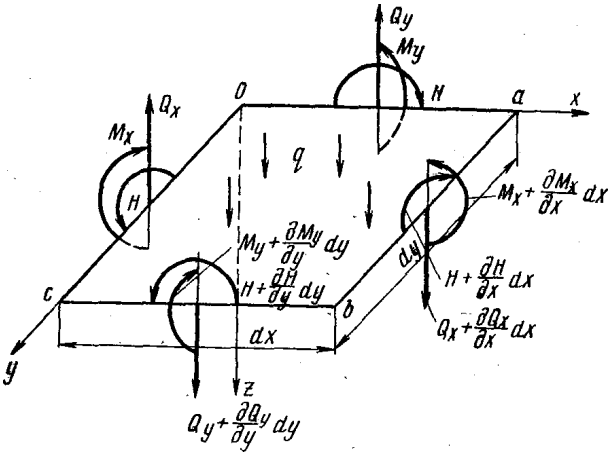 Qy
My
Qx
O
H
a
x
Mx
q
H
Mx + ∂Mx/∂x dx
My + ∂My/∂y dy
dy
c
H + ∂H/∂y dy
H + ∂H/∂x dx
b
dx
Qx + ∂Qx/∂x dx
y
z
Qy + ∂Qy/∂y dy